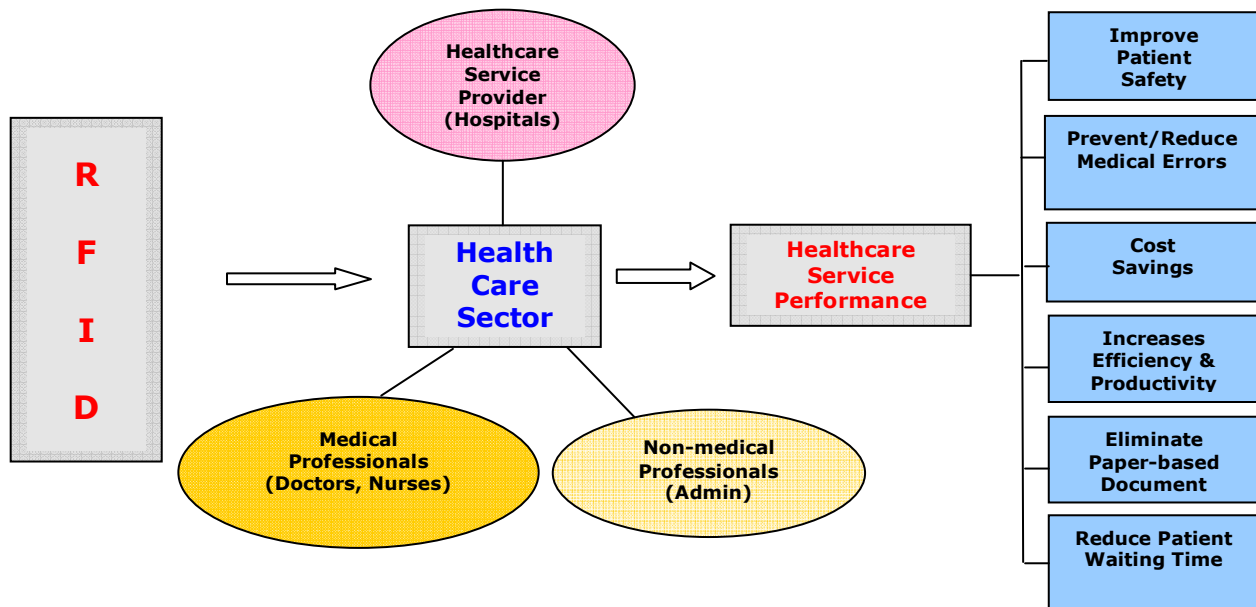 R
F
I
D
Healthcare
Service
Provider
(Hospitals)
Health
Care
Sector
Medical
Professionals
(Doctors, Nurses)
Non-medical
Professionals
(Admin)
Healthcare
Service
Performance
Improve
Patient
Safety
Prevent/Reduce
Medical Errors
Cost
Savings
Increases
Efficiency &
Productivity
Eliminate
Paper-based
Document
Reduce Patient
Waiting Time